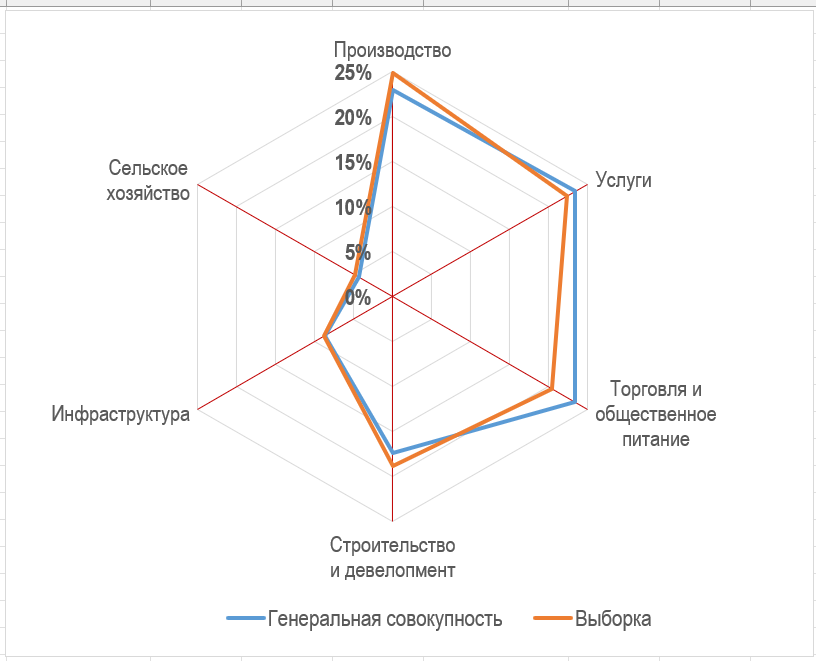 Производство
25%
20%
15%
10%
5%
0%
Услуги
Торговля и
общественное
питание
Строительство
и девелопмент
Инфраструктура
Сельское
хозяйство
Генеральная совокупность
Выборка